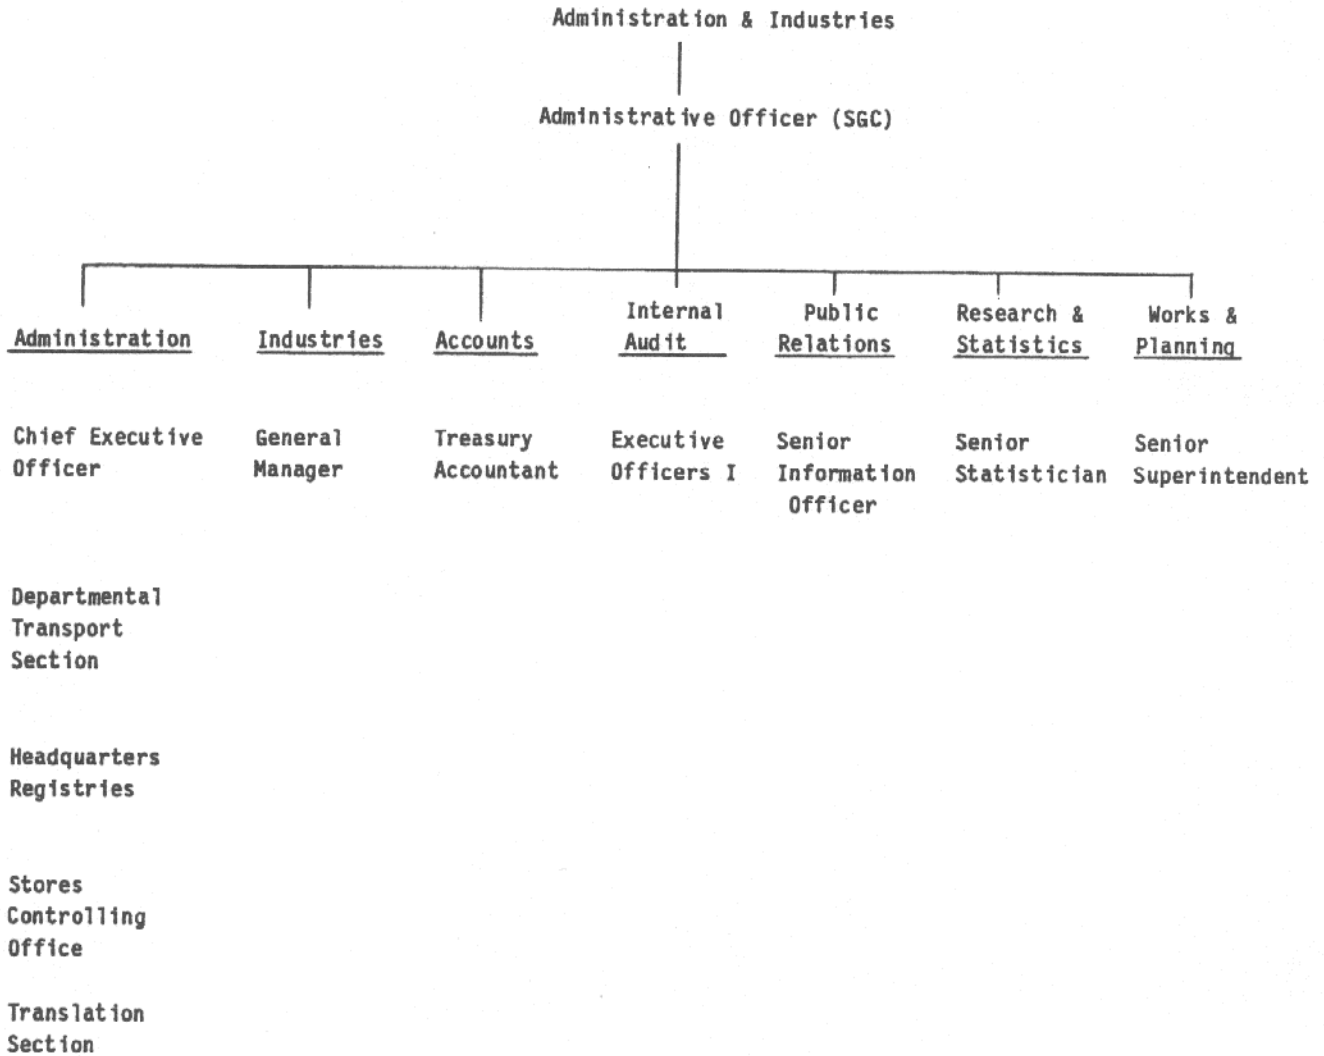 Administration & Industries
Administrative Officer (SGC)
Administration
Industries
Accounts
Internal
Audit
Public
Relations
Research &
Statistics
Works &
Planning
Chief Executive
Officer
General
Manager
Treasury
Accountant
Executive
Officers I
Senior
Information
Officer
Senior
Statistician
Senior
Superintendent
Departmental
Transport
Section
Headquarters
Registries
Stores
Controlling
Office
Translation
Section